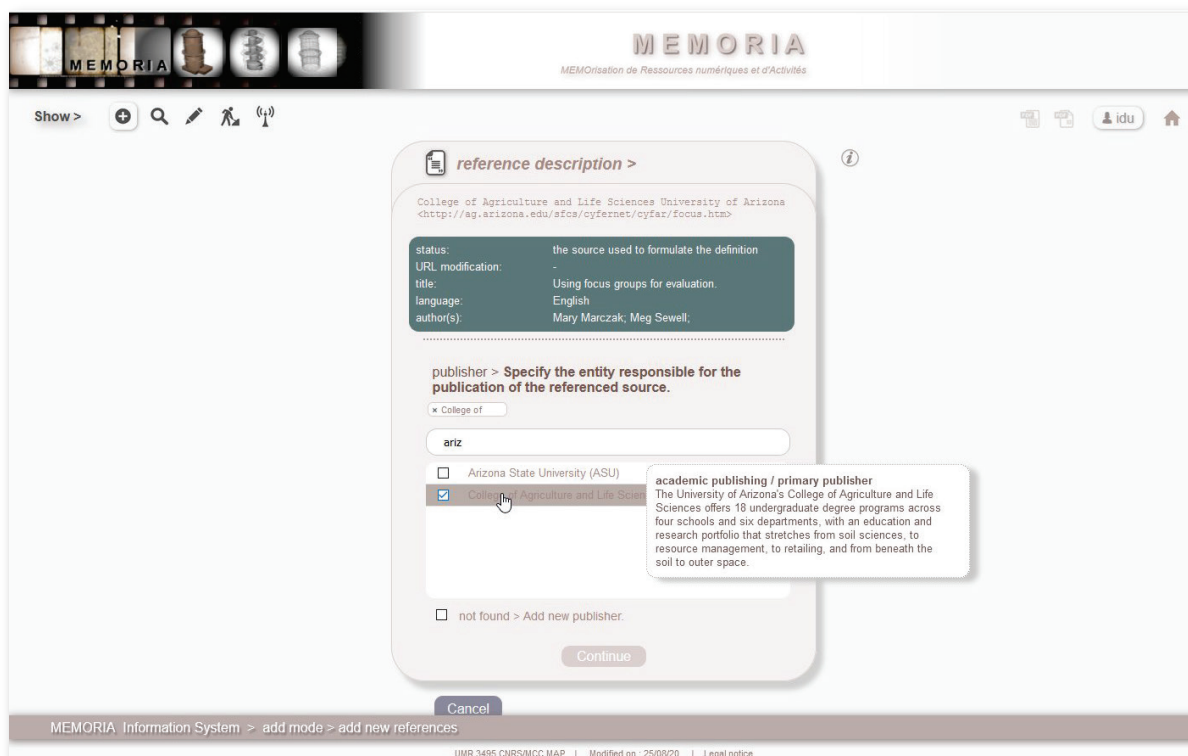 MEMORIA
MEMORIA
MEMOrisation de Ressources numériques et d'Activités
Show >
idu
reference description >
College of Agriculture and Life Sciences University of Arizona
<http://ag.arizona.edu/sfcs/cyfernet/cyfar/focus.htm>
status: the source used to formulate the definition
URL modification: -
title: Using focus groups for evaluation.
language: English
author(s): Mary Marczak; Meg Sewell;
publisher > Specify the entity responsible for the
publication of the referenced source.
× College of
ariz
Arizona State University (ASU)
College of Agriculture and Life Scien
academic publishing / primary publisher
The University of Arizona's College of Agriculture and Life
Sciences offers 18 undergraduate degree programs across
four schools and six departments, with an education and
research portfolio that stretches from soil sciences, to
resource management, to retailing, and from beneath the
soil to outer space.
not found > Add new publisher.
Continue
Cancel
MEMORIA Information System > add mode > add new references
UMR 3495 CNRS/MCC MAP | Modified on : 25/08/20 | Legal notice